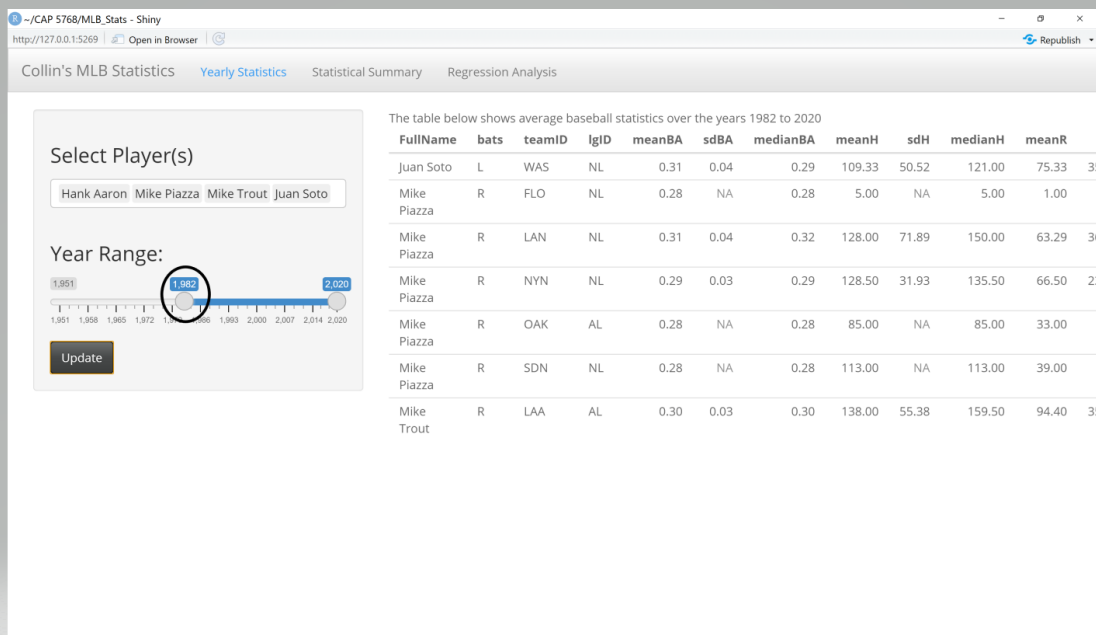 ~/CAP 5768/MLB_Stats - Shiny
http://127.0.0.1:5269 Open in Browser Republish
Collin's MLB Statistics Yearly Statistics Statistical Summary Regression Analysis
Select Player(s)
Hank Aaron Mike Piazza Mike Trout Juan Soto
Year Range:
1,951 1,982 2,020
1,951 1,958 1,965 1,972 1,986 1,993 2,000 2,007 2,014 2,020
Update
The table below shows average baseball statistics over the years 1982 to 2020
FullName bats teamID lgID meanBA sdBA medianBA meanH sdH medianH meanR
Juan Soto L WAS NL 0.31 0.04 0.29 109.33 50.52 121.00 75.33
Mike R FLO NL 0.28 NA 0.28 5.00 NA 5.00 1.00
Piazza
Mike R LAN NL 0.31 0.04 0.32 128.00 71.89 150.00 63.29
Piazza
Mike R NYN NL 0.29 0.03 0.29 128.50 31.93 135.50 66.50
Piazza
Mike R OAK AL 0.28 NA 0.28 85.00 NA 85.00 33.00
Piazza
Mike R SDN NL 0.28 NA 0.28 113.00 NA 113.00 39.00
Piazza
Mike R LAA AL 0.30 0.03 0.30 138.00 55.38 159.50 94.40
Trout